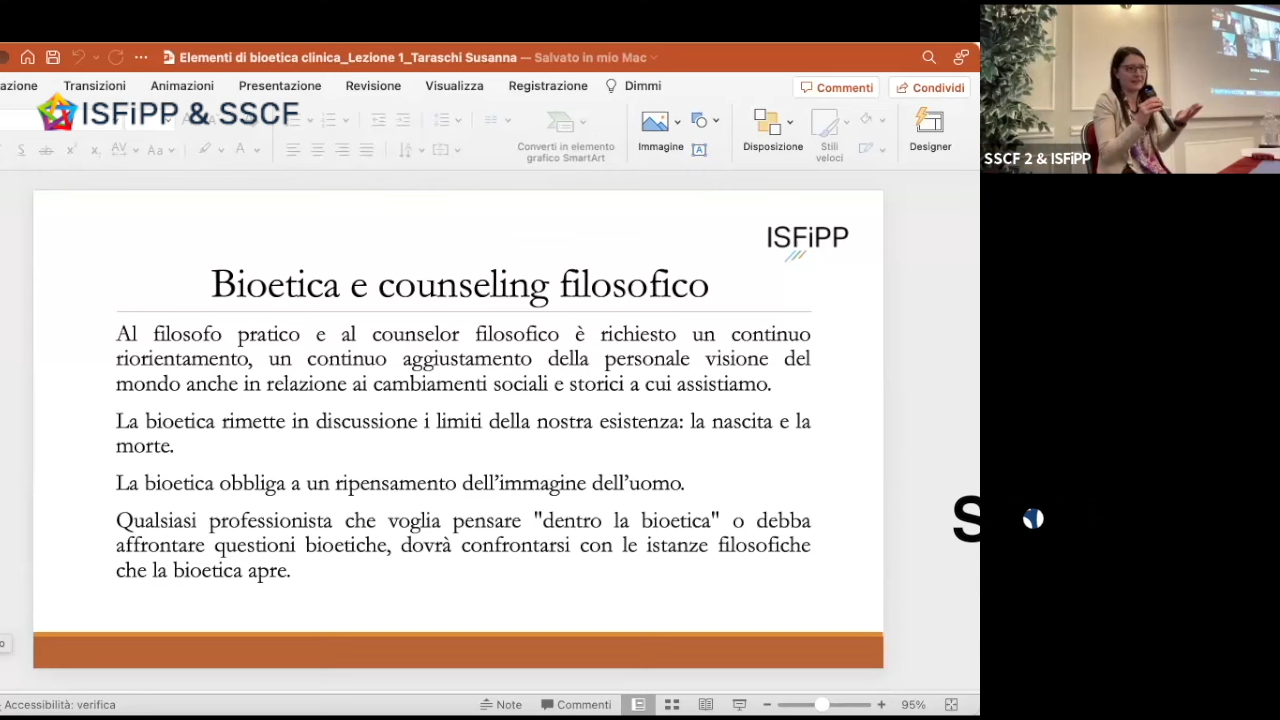 Elementi di bioetica clinica_Lezione 1_Taraschi Susanna — Salvato in mio Mac
zione Transizioni Animazioni Presentazione Revisione Visualizza Registrazione Dimmi Commenti Condividi
ISFiPP & SSCF
Converti in elemento
grafico SmartArt
Immagine
Disposizione
Stili
veloci
Designer
SSCF 2 & ISFiPP
ISFiPP
Bioetica e counseling filosofico
Al filosofo pratico e al counselor filosofico è richiesto un continuo
riorientamento, un continuo aggiustamento della personale visione del
mondo anche in relazione ai cambiamenti sociali e storici a cui assistiamo.
La bioetica rimette in discussione i limiti della nostra esistenza: la nascita e la
morte.
La bioetica obbliga a un ripensamento dell’immagine dell’uomo.
Qualsiasi professionista che voglia pensare "dentro la bioetica" o debba
affrontare questioni bioetiche, dovrà confrontarsi con le istanze filosofiche
che la bioetica apre.
S
o
Accessibilità: verifica Note Commenti 95%